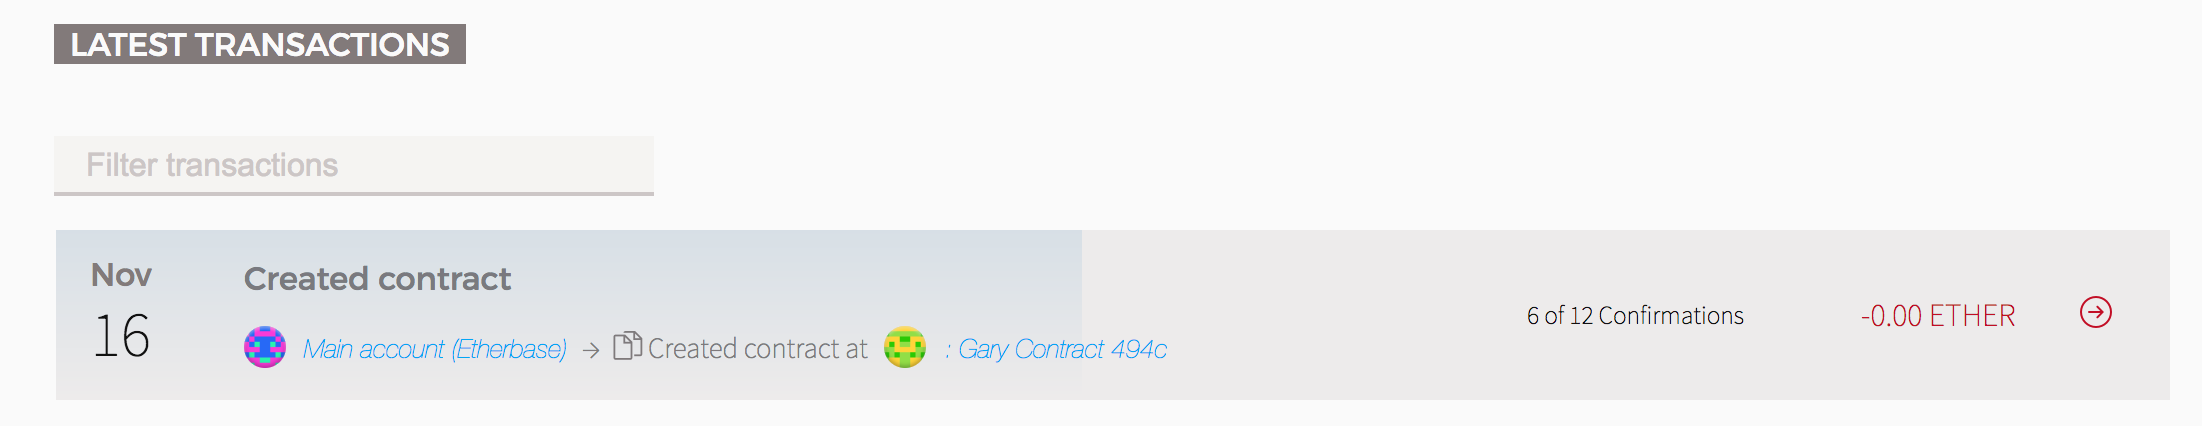 LATEST TRANSACTIONS
Filter transactions
Nov
16
Created contract
Main account (Etherbase) → Created contract at : Gary Contract 494c
6 of 12 Confirmations
-0.00 ETHER